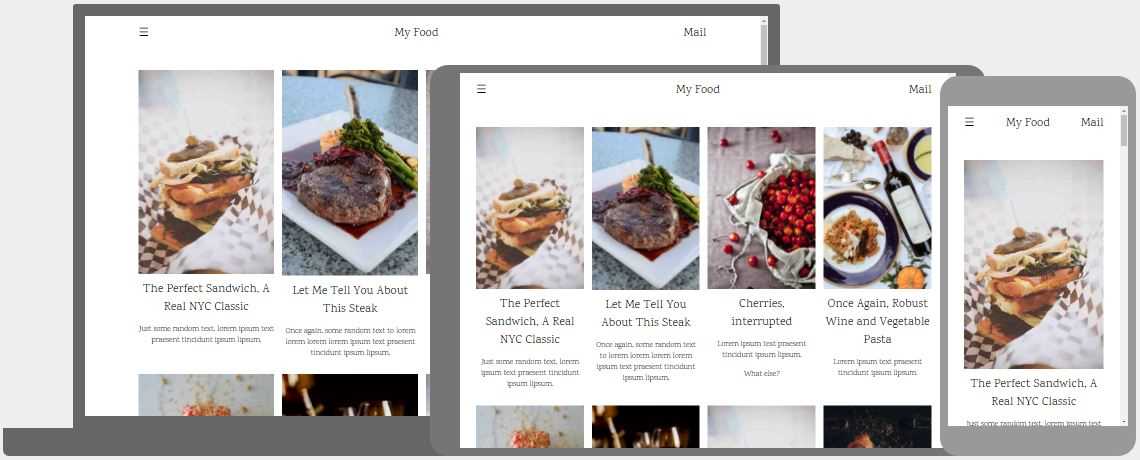 ☰ My Food Mail
The Perfect Sandwich, A
Real NYC Classic
Just some random text, lorem ipsum text
praesent tincidunt ipsum lipsum.
Let Me Tell You About
This Steak
Once again, some random text to lorem
lorem lorem lorem ipsum text praesent
tincidunt ipsum lipsum.
☰ My Food Mail
The Perfect
Sandwich, A Real
NYC Classic
Just some random text, lorem
ipsum text praesent tincidunt
ipsum lipsum.
Let Me Tell You
About This Steak
Once again, some random text
to lorem lorem lorem lorem
ipsum text praesent tincidunt
ipsum lipsum.
Cherries,
interrupted
Lorem ipsum text praesent
tincidunt ipsum lipsum.
What else?
Once Again, Robust
Wine and Vegetable
Pasta
Lorem ipsum text praesent
tincidunt ipsum lipsum.
☰ My Food Mail
The Perfect Sandwich, A
Real NYC Classic
Just some random text, lorem ipsum text